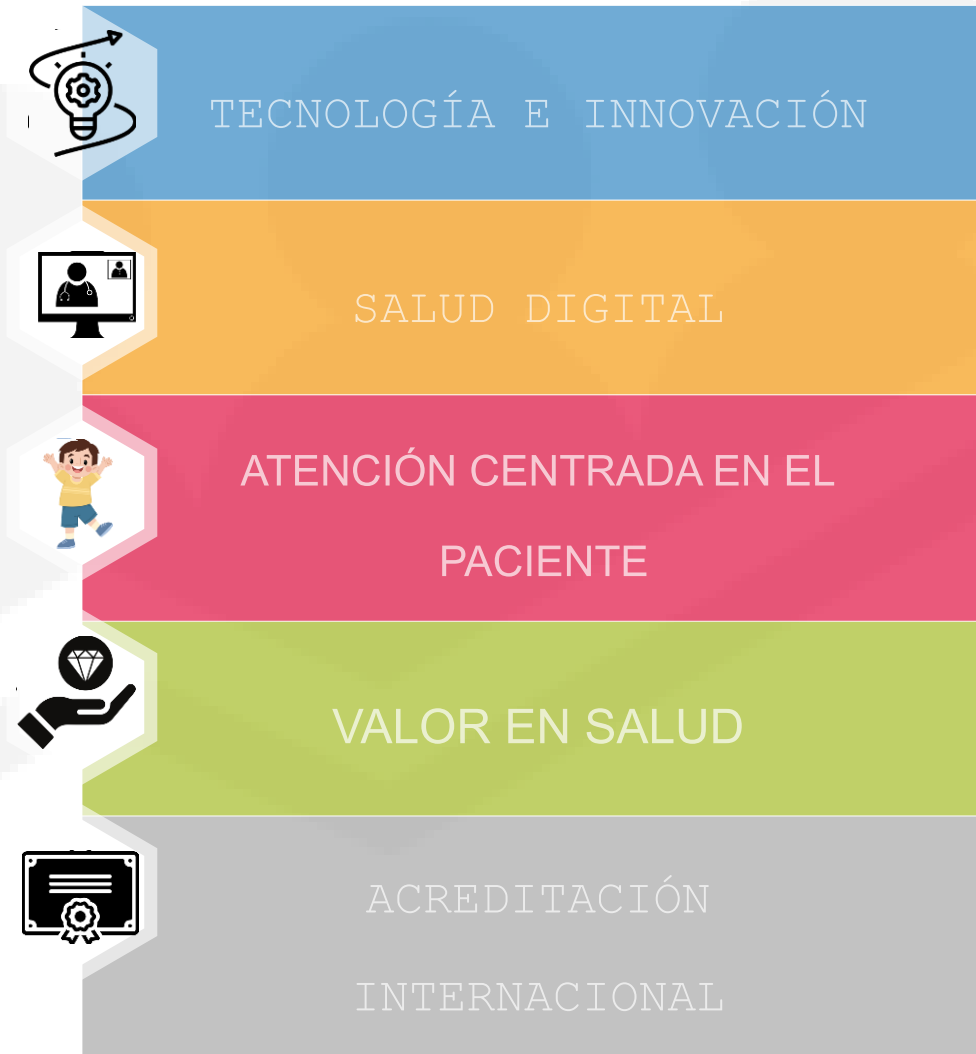 TECNOLOGÍA E INNOVACIÓN
SALUD DIGITAL
ATENCIÓN CENTRADA EN EL
PACIENTE
VALOR EN SALUD
ACREDITACIÓN
INTERNACIONAL